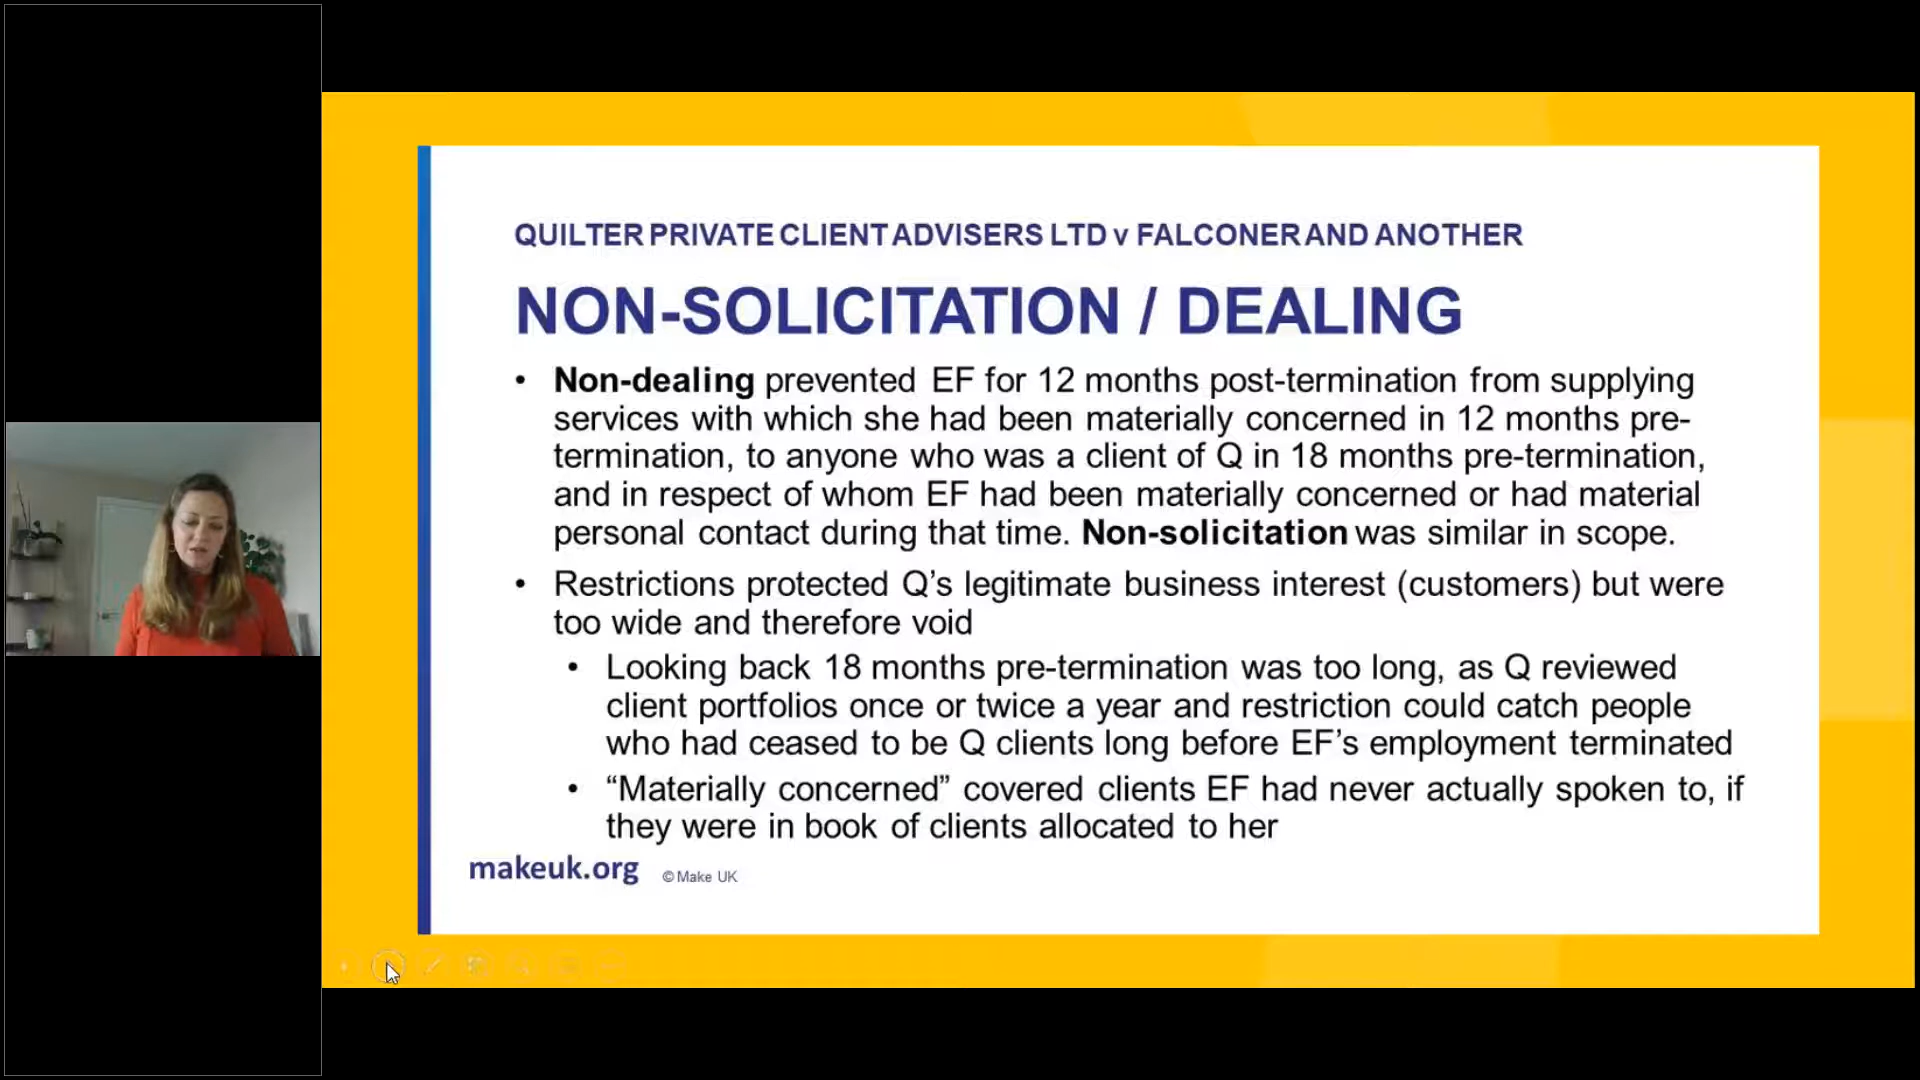 QUILTER PRIVATE CLIENT ADVISERS LTD v FALCONER AND ANOTHER
NON-SOLICITATION / DEALING
• Non-dealing prevented EF for 12 months post-termination from supplying
services with which she had been materially concerned in 12 months pre-
termination, to anyone who was a client of Q in 18 months pre-termination,
and in respect of whom EF had been materially concerned or had material
personal contact during that time. Non-solicitation was similar in scope.
• Restrictions protected Q’s legitimate business interest (customers) but were
too wide and therefore void
• Looking back 18 months pre-termination was too long, as Q reviewed
client portfolios once or twice a year and restriction could catch people
who had ceased to be Q clients long before EF’s employment terminated
• “Materially concerned” covered clients EF had never actually spoken to, if
they were in book of clients allocated to her
makeuk.org © Make UK